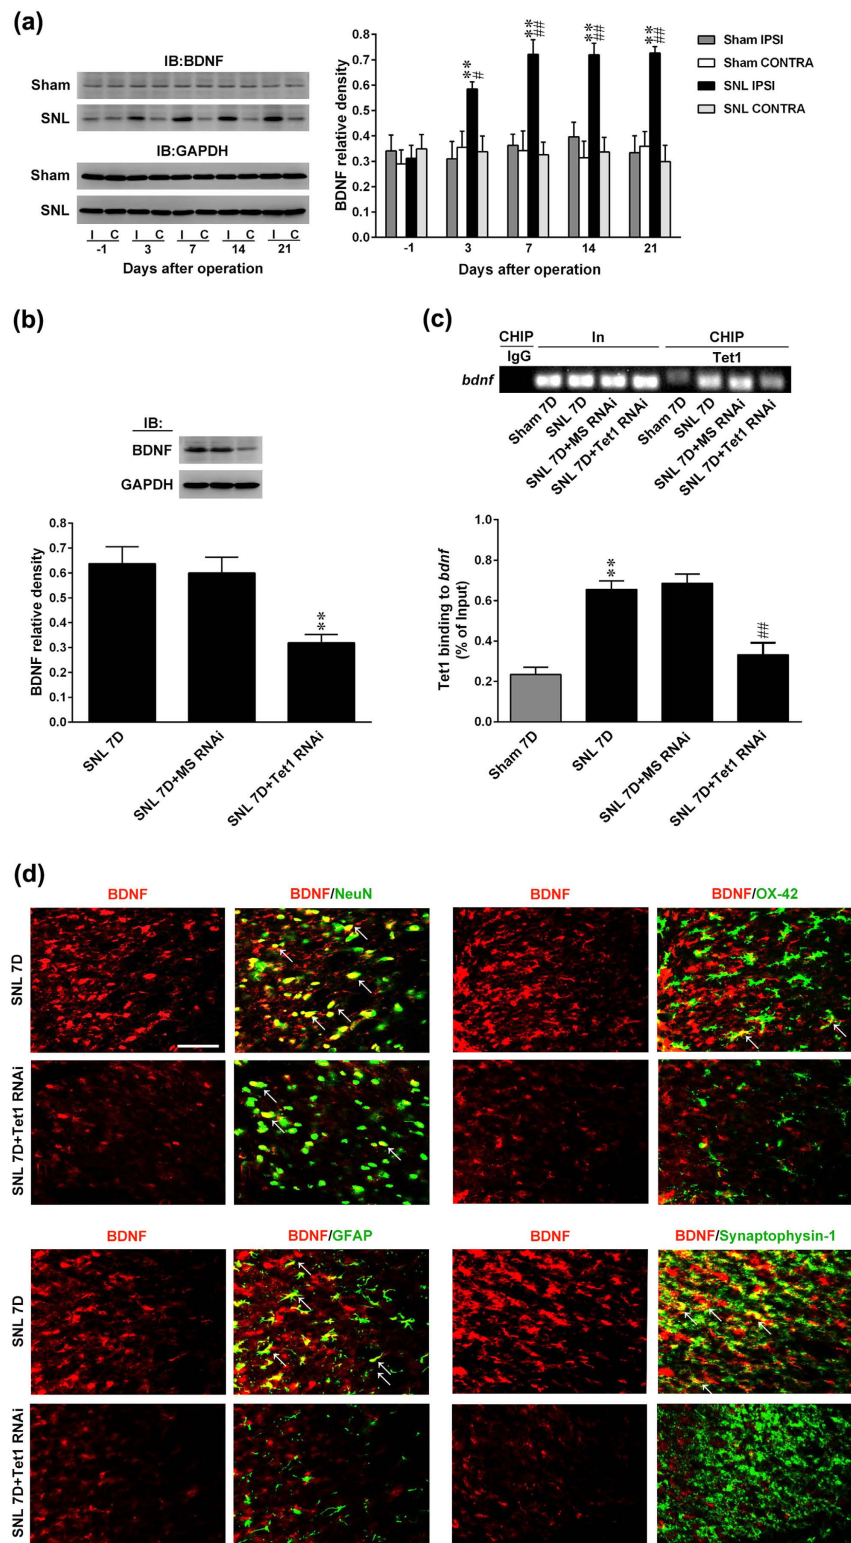 (a)
IB:BDNF
Sham
SNL
IB:GAPDH
Sham
SNL
I C I C I C I C I C
-1 3 7 14 21
Days after operation
BDNF relative density
0.8
0.7
0.6
0.5
0.4
0.3
0.2
0.1
0.0
** # ** ## ** ## ** ##
-1 3 7 14 21
Days after operation
Sham IPSI
Sham CONTRA
SNL IPSI
SNL CONTRA
(b)
IB:
BDNF
GAPDH
BDNF relative density
0.8
0.7
0.6
0.5
0.4
0.3
0.2
0.1
0.0
**
SNL 7D
SNL 7D+MS RNAi
SNL 7D+Tet1 RNAi
(c)
CHIP In CHIP
IgG Tet1
bdnf
Sham 7D
SNL 7D
SNL 7D+MS RNAi
SNL 7D+Tet1 RNAi
Sham 7D
SNL 7D
SNL 7D+MS RNAi
SNL 7D+Tet1 RNAi
Tet1 binding to bdnf
(% of Input)
1.0
0.8
0.6
0.4
0.2
0.0
**
##
Sham 7D
SNL 7D
SNL 7D+MS RNAi
SNL 7D+Tet1 RNAi
(d)
BDNF BDNF/NeuN BDNF BDNF/OX-42
SNL 7D
SNL 7D+Tet1 RNAi
BDNF BDNF/GFAP BDNF BDNF/Synaptophysin-1
SNL 7D
SNL 7D+Tet1 RNAi